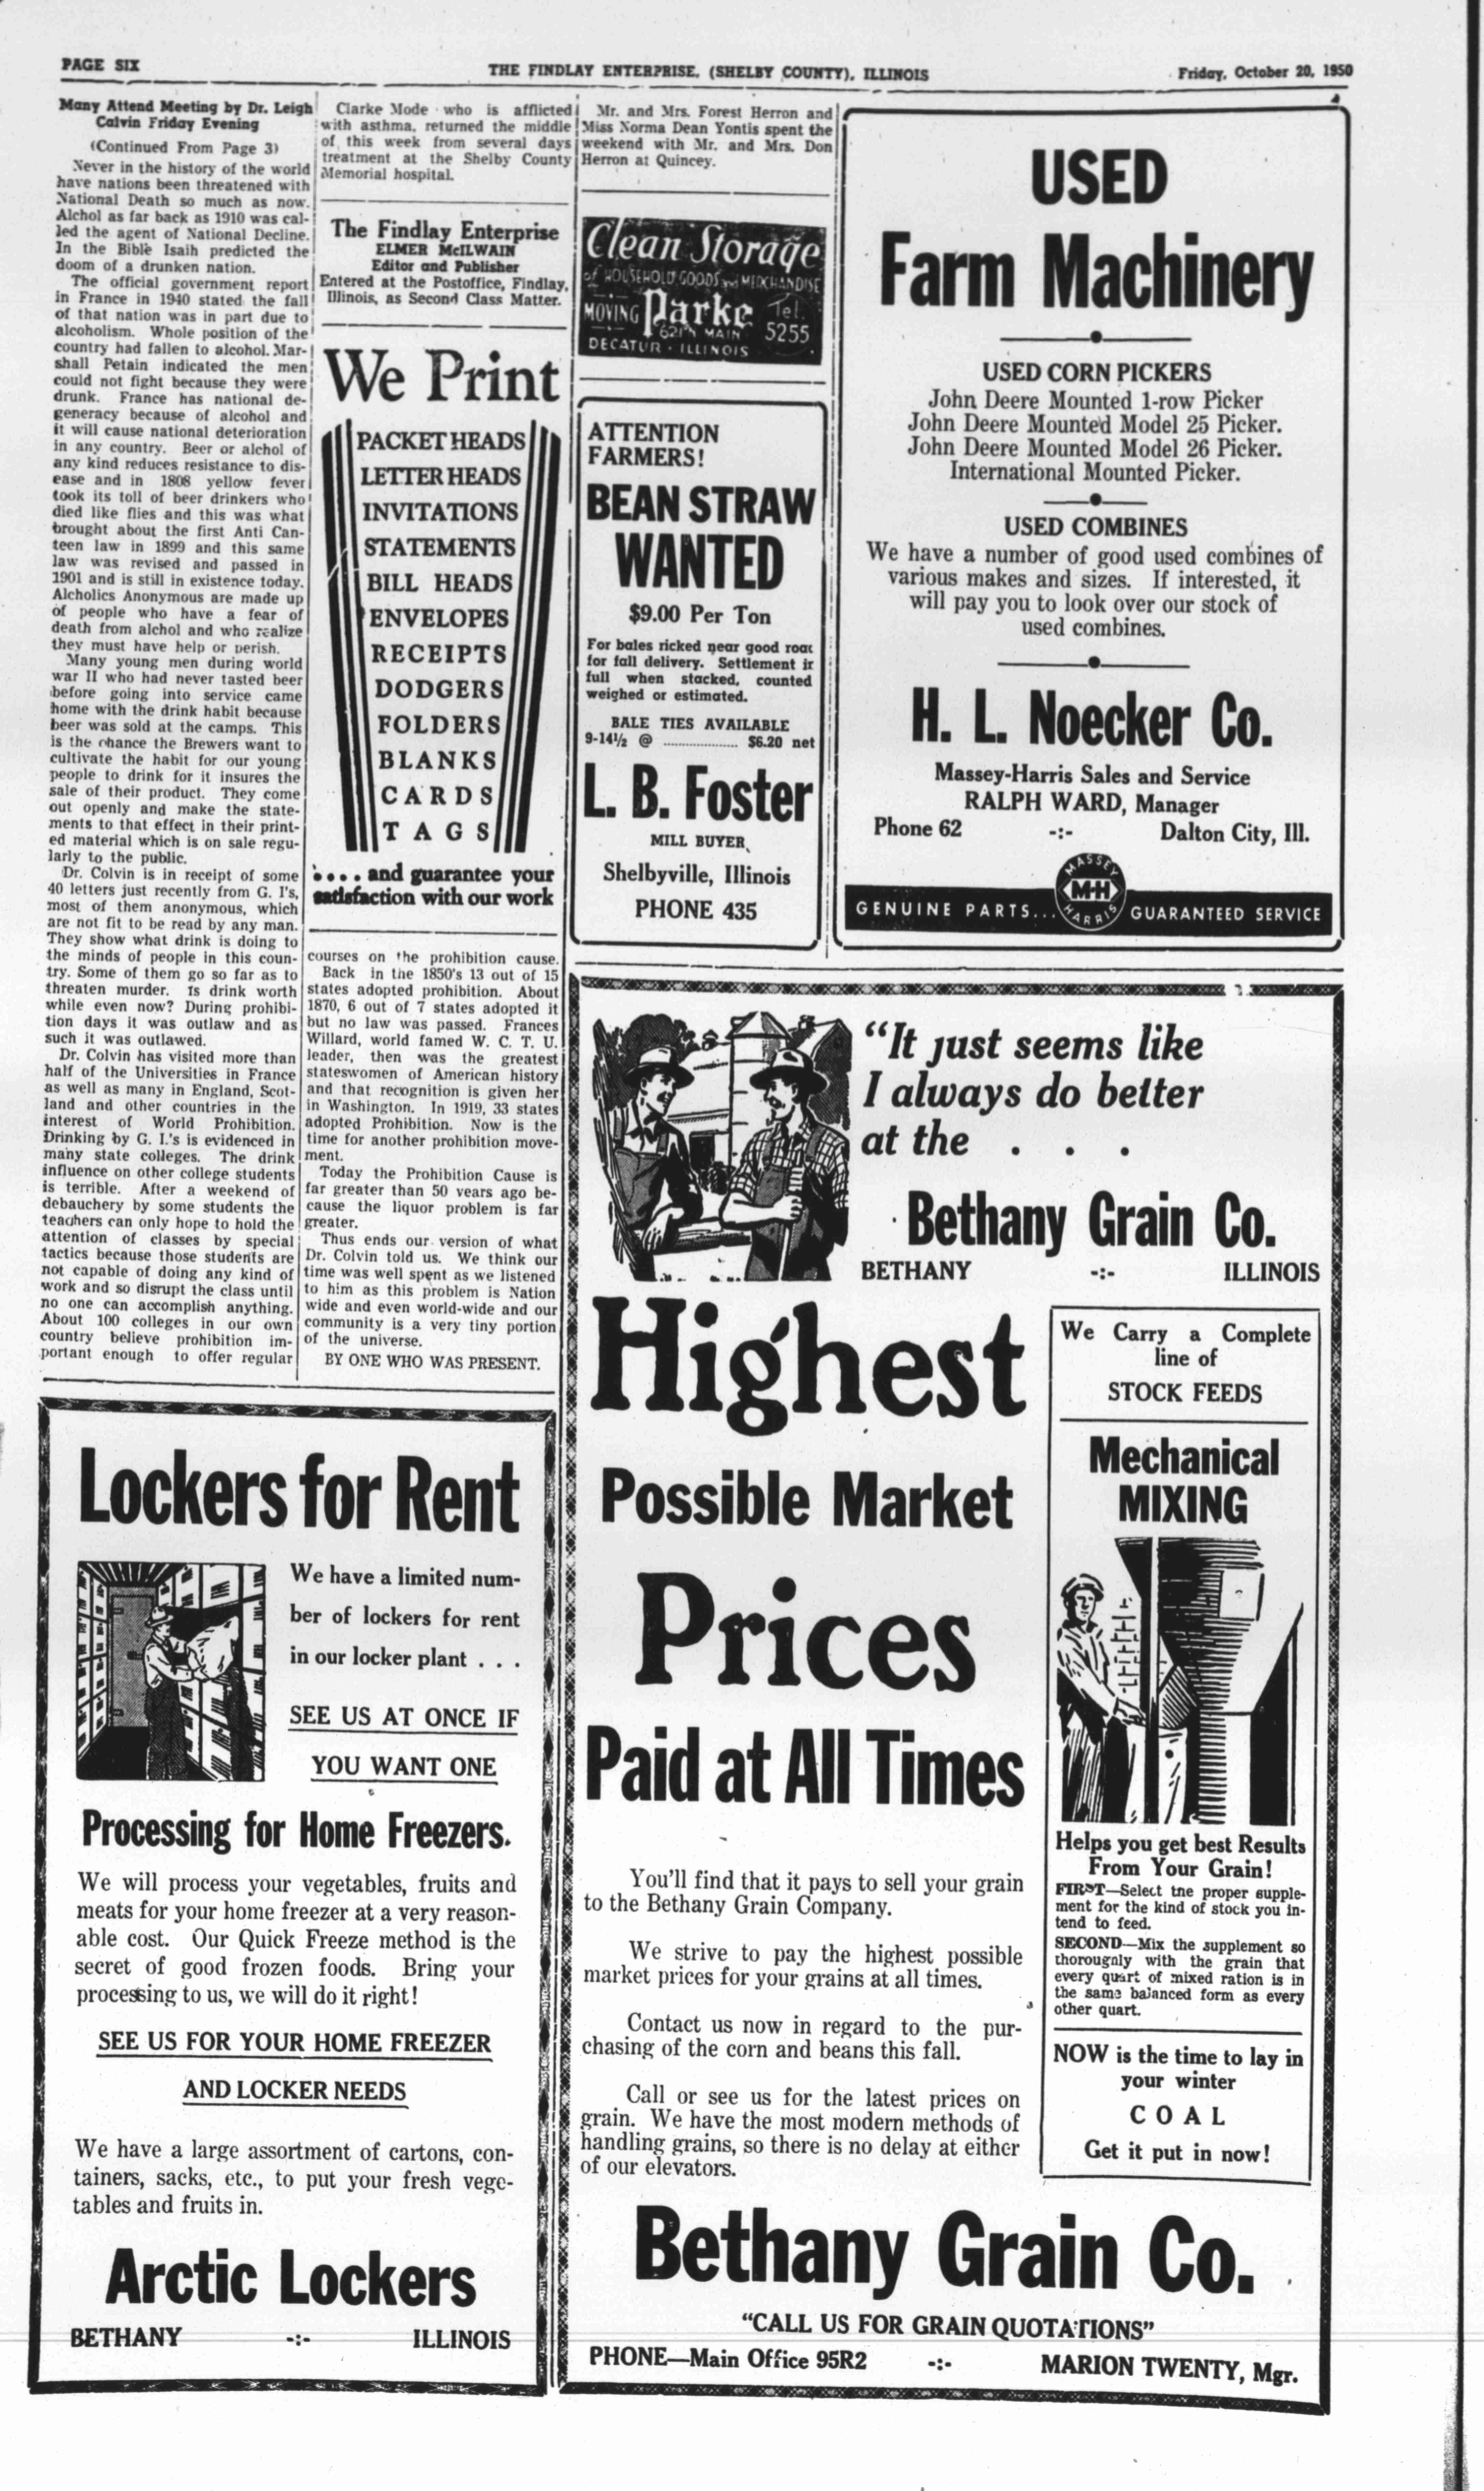 PAGE SIX
THE FINDLAY ENTERPRISE, (SHELBY COUNTY), ILLINOIS
Friday, October 20, 1950
Many Attend Meeting by Dr. Leigh
Calvin Friday Evening
(Continued From Page 3)
Never in the history of the world
have nations been threatened with
National Death so much as now.
Alchol as far back as 1910 was cal-
led the agent of National Decline.
In the Bible Isaih predicted the
doom of a drunken nation.
The official government report
in France in 1940 stated the fall
of that nation was in part due to
alcoholism. Whole position of the
country had fallen to alcohol. Mar-
shall Petain indicated the men
could not fight because they were
drunk. France has national de-
generacy because of alcohol and
it will cause national deterioration
in any country. Beer or alchol of
any kind reduces resistance to dis-
ease and in 1808 yellow fever
took its toll of beer drinkers who
died like flies and this was what
brought about the first Anti Can-
teen law in 1899 and this same
law was revised and passed in
1901 and is still in existence today.
Alcholics Anonymous are made up
of people who have a fear of
death from alchol and who realize
they must have help or perish.
Many young men during world
war II who had never tasted beer
before going into service came
home with the drink habit because
beer was sold at the camps. This
is the chance the Brewers want to
cultivate the habit for our young
people to drink for it insures the
sale of their product. They come
out openly and make the state-
ments to that effect in their print-
ed material which is on sale regu-
larly to the public.
Dr. Colvin is in receipt of some
40 letters just recently from G. I's,
most of them anonymous, which
are not fit to be read by any man.
They show what drink is doing to
the minds of people in this coun-
try. Some of them go so far as to
threaten murder. Is drink worth
while even now? During prohibi-
tion days it was outlaw and as
such it was outlawed.
Dr. Colvin has visited more than
half of the Universities in France
as well as many in England, Scot-
land and other countries in the
interest of World Prohibition.
Drinking by G. I.'s is evidenced in
many state colleges. The drink
influence on other college students
is terrible. After a weekend of
debauchery by some students the
teachers can only hope to hold the
attention of classes by special
tactics because those students are
not capable of doing any kind of
work and so disrupt the class until
no one can accomplish anything.
About 100 colleges in our own
country believe prohibition im-
portant enough to offer regular
courses on the prohibition cause.
Back in the 1850's 13 out of 15
states adopted prohibition. About
1870, 6 out of 7 states adopted it
but no law was passed. Frances
Willard, world famed W. C. T. U.
leader, then was the greatest
stateswomen of American history
and that recognition is given her
in Washington. In 1919, 33 states
adopted Prohibition. Now is the
time for another prohibition move-
ment.
Today the Prohibition Cause is
far greater than 50 years ago be-
cause the liquor problem is far
greater.
Thus ends our version of what
Dr. Colvin told us. We think our
time was well spent as we listened
to him as this problem is Nation
wide and even world-wide and our
community is a very tiny portion
of the universe.
BY ONE WHO WAS PRESENT.
Clarke Mode who is afflicted
with asthma, returned the middle
of this week from several days
treatment at the Shelby County
Memorial hospital.
The Findlay Enterprise
ELMER McILWAIN
Editor and Publisher
Entered at the Postoffice, Findlay,
Illinois, as Second Class Matter.
We Print
PACKET HEADS
LETTER HEADS
INVITATIONS
STATEMENTS
BILL HEADS
ENVELOPES
RECEIPTS
DODGERS
FOLDERS
BLANKS
CARDS
TAGS
. . . . and guarantee your
satisfaction with our work
Mr. and Mrs. Forest Herron and
Miss Norma Dean Yontis spent the
weekend with Mr. and Mrs. Don
Herron at Quincey.
Clean Storage
of HOUSEHOLD GOODS and MERCHANDISE
MOVING Parke Tel. 5255
621 N. MAIN
DECATUR · ILLINOIS
ATTENTION
FARMERS!
BEAN STRAW
WANTED
$9.00 Per Ton
For bales ricked near good road
for fall delivery. Settlement in
full when stacked, counted
weighed or estimated.
BALE TIES AVAILABLE
9-14½ @ .................. $6.20 net
L. B. Foster
MILL BUYER
Shelbyville, Illinois
PHONE 435
USED
Farm Machinery
USED CORN PICKERS
John Deere Mounted 1-row Picker
John Deere Mounted Model 25 Picker.
John Deere Mounted Model 26 Picker.
International Mounted Picker.
USED COMBINES
We have a number of good used combines of
various makes and sizes. If interested, it
will pay you to look over our stock of
used combines.
H. L. Noecker Co.
Massey-Harris Sales and Service
RALPH WARD, Manager
Phone 62 -:- Dalton City, Ill.
MASSEY
M-H
HARRIS
GENUINE PARTS... GUARANTEED SERVICE
"It just seems like
I always do better
at the . . .
Bethany Grain Co.
BETHANY -:- ILLINOIS
Highest
Possible Market
Prices
Paid at All Times
You'll find that it pays to sell your grain
to the Bethany Grain Company.
We strive to pay the highest possible
market prices for your grains at all times.
Contact us now in regard to the pur-
chasing of the corn and beans this fall.
Call or see us for the latest prices on
grain. We have the most modern methods of
handling grains, so there is no delay at either
of our elevators.
We Carry a Complete
line of
STOCK FEEDS
Mechanical
MIXING
Helps you get best Results
From Your Grain!
FIRST—Select the proper supple-
ment for the kind of stock you in-
tend to feed.
SECOND—Mix the supplement so
thoroughly with the grain that
every quart of mixed ration is in
the same balanced form as every
other quart.
NOW is the time to lay in
your winter
COAL
Get it put in now!
Bethany Grain Co.
"CALL US FOR GRAIN QUOTATIONS"
PHONE—Main Office 95R2 -:- MARION TWENTY, Mgr.
Lockers for Rent
We have a limited num-
ber of lockers for rent
in our locker plant . . .
SEE US AT ONCE IF
YOU WANT ONE
Processing for Home Freezers.
We will process your vegetables, fruits and
meats for your home freezer at a very reason-
able cost. Our Quick Freeze method is the
secret of good frozen foods. Bring your
processing to us, we will do it right!
SEE US FOR YOUR HOME FREEZER
AND LOCKER NEEDS
We have a large assortment of cartons, con-
tainers, sacks, etc., to put your fresh vege-
tables and fruits in.
Arctic Lockers
BETHANY -:- ILLINOIS